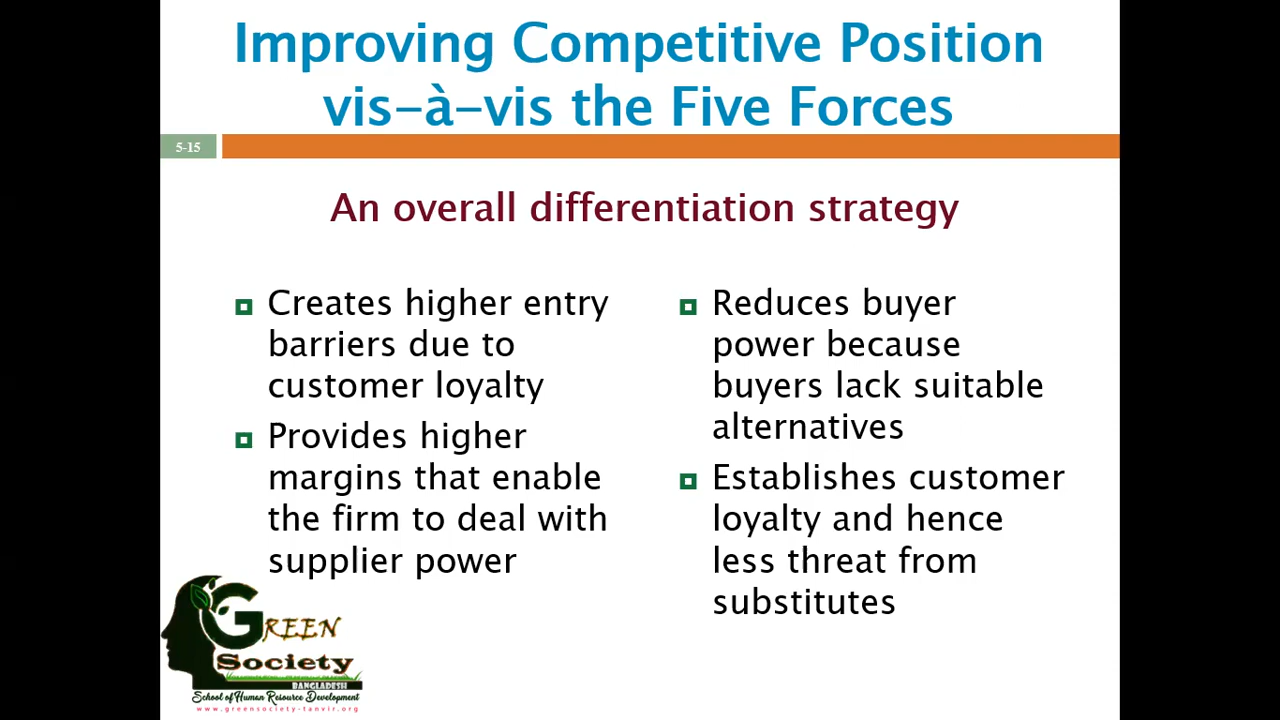 Improving Competitive Position
vis-à-vis the Five Forces
5-15
An overall differentiation strategy
Creates higher entry
barriers due to
customer loyalty
Provides higher
margins that enable
the firm to deal with
supplier power
Reduces buyer
power because
buyers lack suitable
alternatives
Establishes customer
loyalty and hence
less threat from
substitutes
GREEN
Society
BANGLADESH
School of Human Resource Development
www.greensociety-tanvir.org